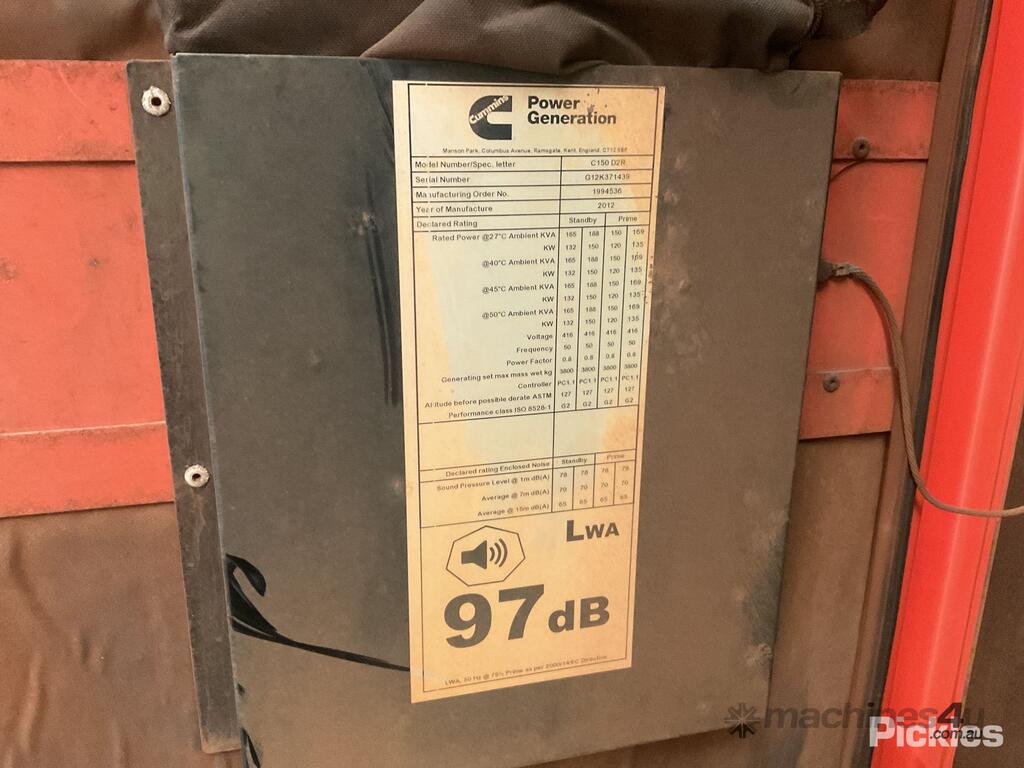 Cummins
Power
Generation
Manson Park, Columbus Avenue, Ramsgate, Kent, England, CT12
Model Number/Spec. letter C150 D2R
Serial Number G12K371439
Manufacturing Order No. 1994536
Year of Manufacture 2012
Declared Rating Standby Prime
Rated Power @27°C Ambient KVA 165 188 150 169
KW 132 150 120 135
@40°C Ambient KVA 165 188 150 169
KW 132 150 120 135
@45°C Ambient KVA 165 188 150 169
KW 132 150 120 135
@50°C Ambient KVA 165 188 150 169
KW 132 150 120 135
Voltage 416 416 416 416
Frequency 50 50 50 50
Power Factor 0.8 0.8 0.8 0.8
Generating set max mass wet kg 3800 3800 3800 3800
Controller PC1.1 PC1.1 PC1.1 PC1.1
Altitude before possible derate ASTM 127 127 127 127
Performance class ISO 8528-1 G2 G2 G2 G2
Declared rating Enclosed Noise Standby Prime
Sound Pressure Level @ 1m dB(A) 78 78 78 78
Average @ 7m dB(A) 70 70 70 70
Average @ 15m dB(A) 65 65 65 65
LWA
97 dB
LWA, 50 Hz @ 75% Prime as per 2000/14/EC Directive
machines4u
.com.au
Pickles